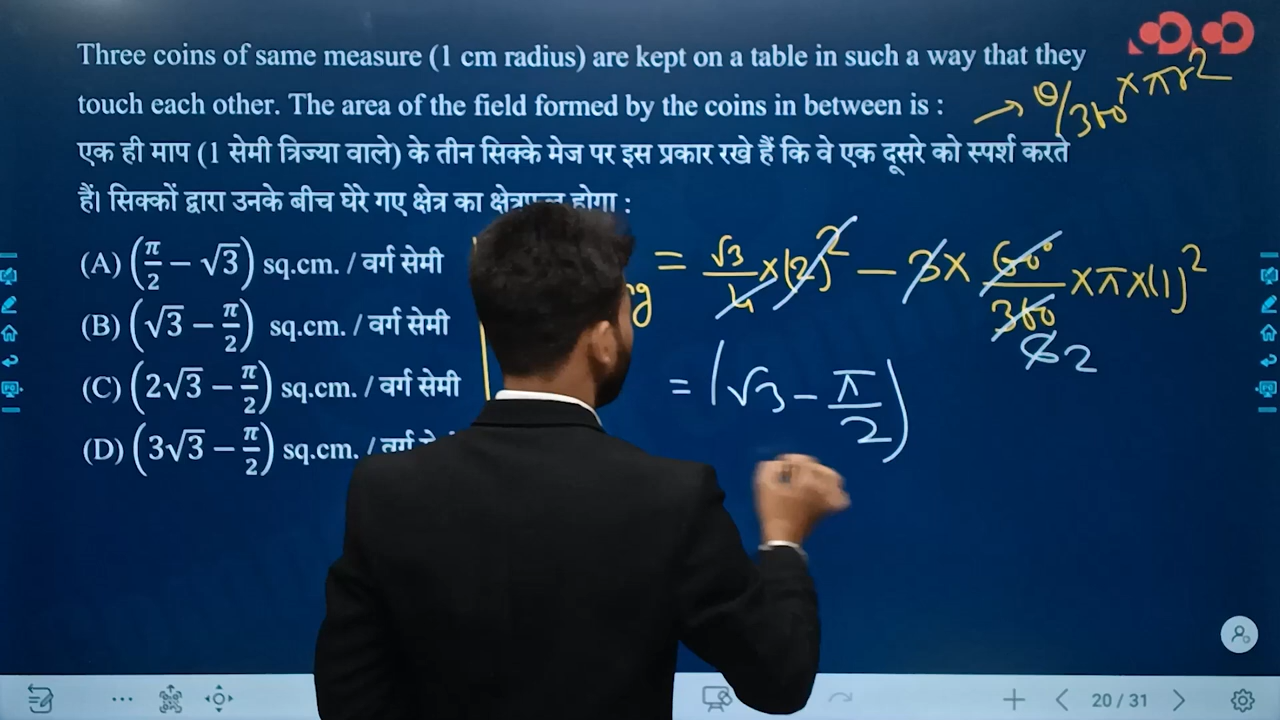 Three coins of same measure (1 cm radius) are kept on a table in such a way that they
touch each other. The area of the field formed by the coins in between is :
→ θ/360 × πr²
एक ही माप (1 सेमी त्रिज्या वाले) के तीन सिक्के मेज पर इस प्रकार रखे हैं कि वे एक दूसरे को स्पर्श करते
हैं। सिक्कों द्वारा उनके बीच घेरे गए क्षेत्र का होगा :
(A) (π/2 − √3) sq.cm. / वर्ग सेमी
(B) (√3 − π/2) sq.cm. / वर्ग सेमी
(C) (2√3 − π/2) sq.cm. / वर्ग सेमी
(D) (3√3 − π/2) sq.cm. / वर्ग
= √3/4 × (2)² − 3 × 60°/360 × π × (1)²
6 2
= (√3 − π/2)
20 / 31